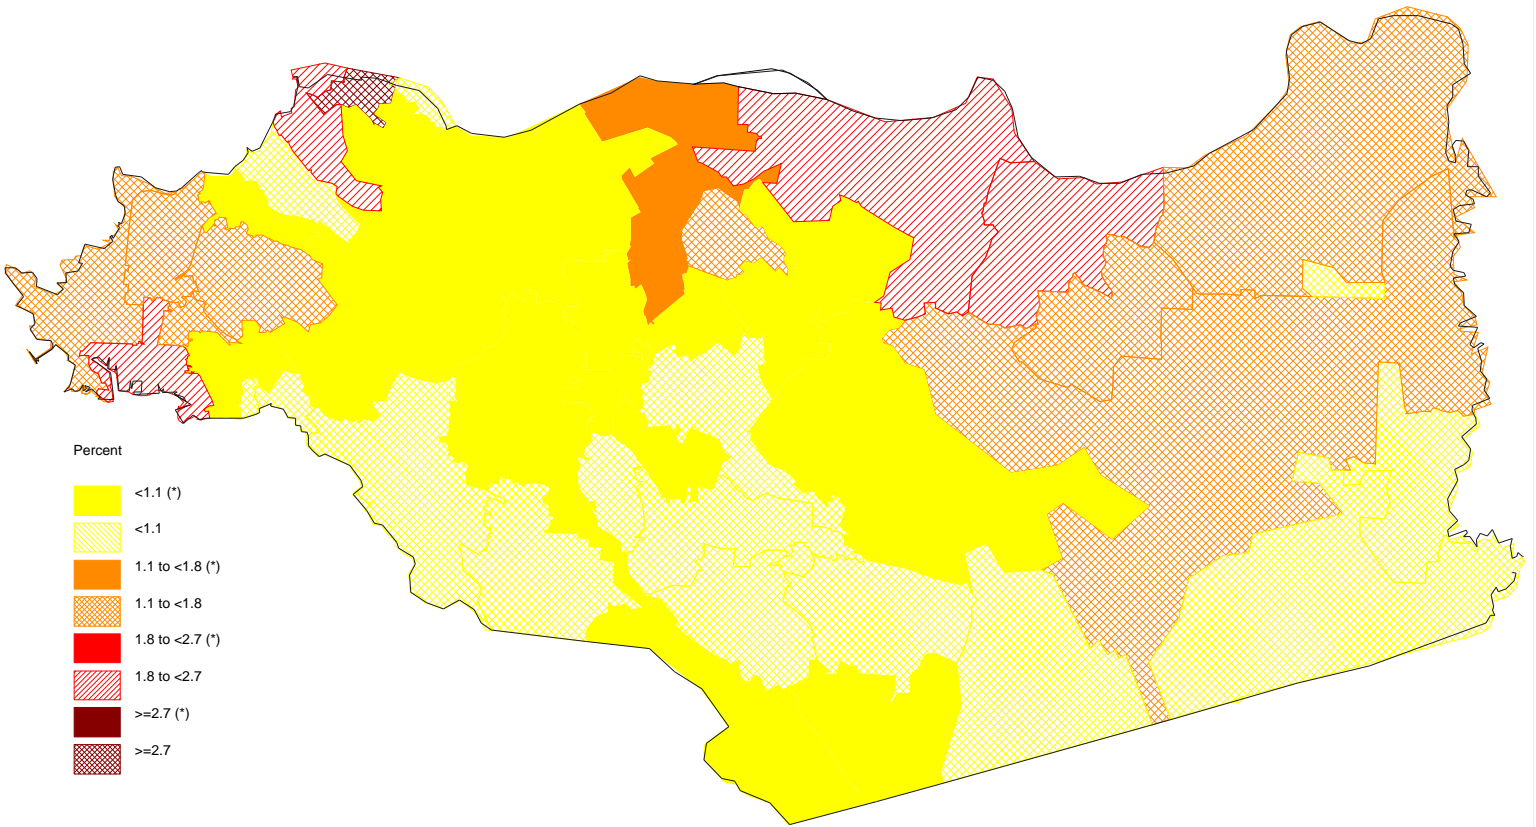 Percent
<1.1 (*)
<1.1
1.1 to <1.8 (*)
1.1 to <1.8
1.8 to <2.7 (*)
1.8 to <2.7
>=2.7 (*)
>=2.7